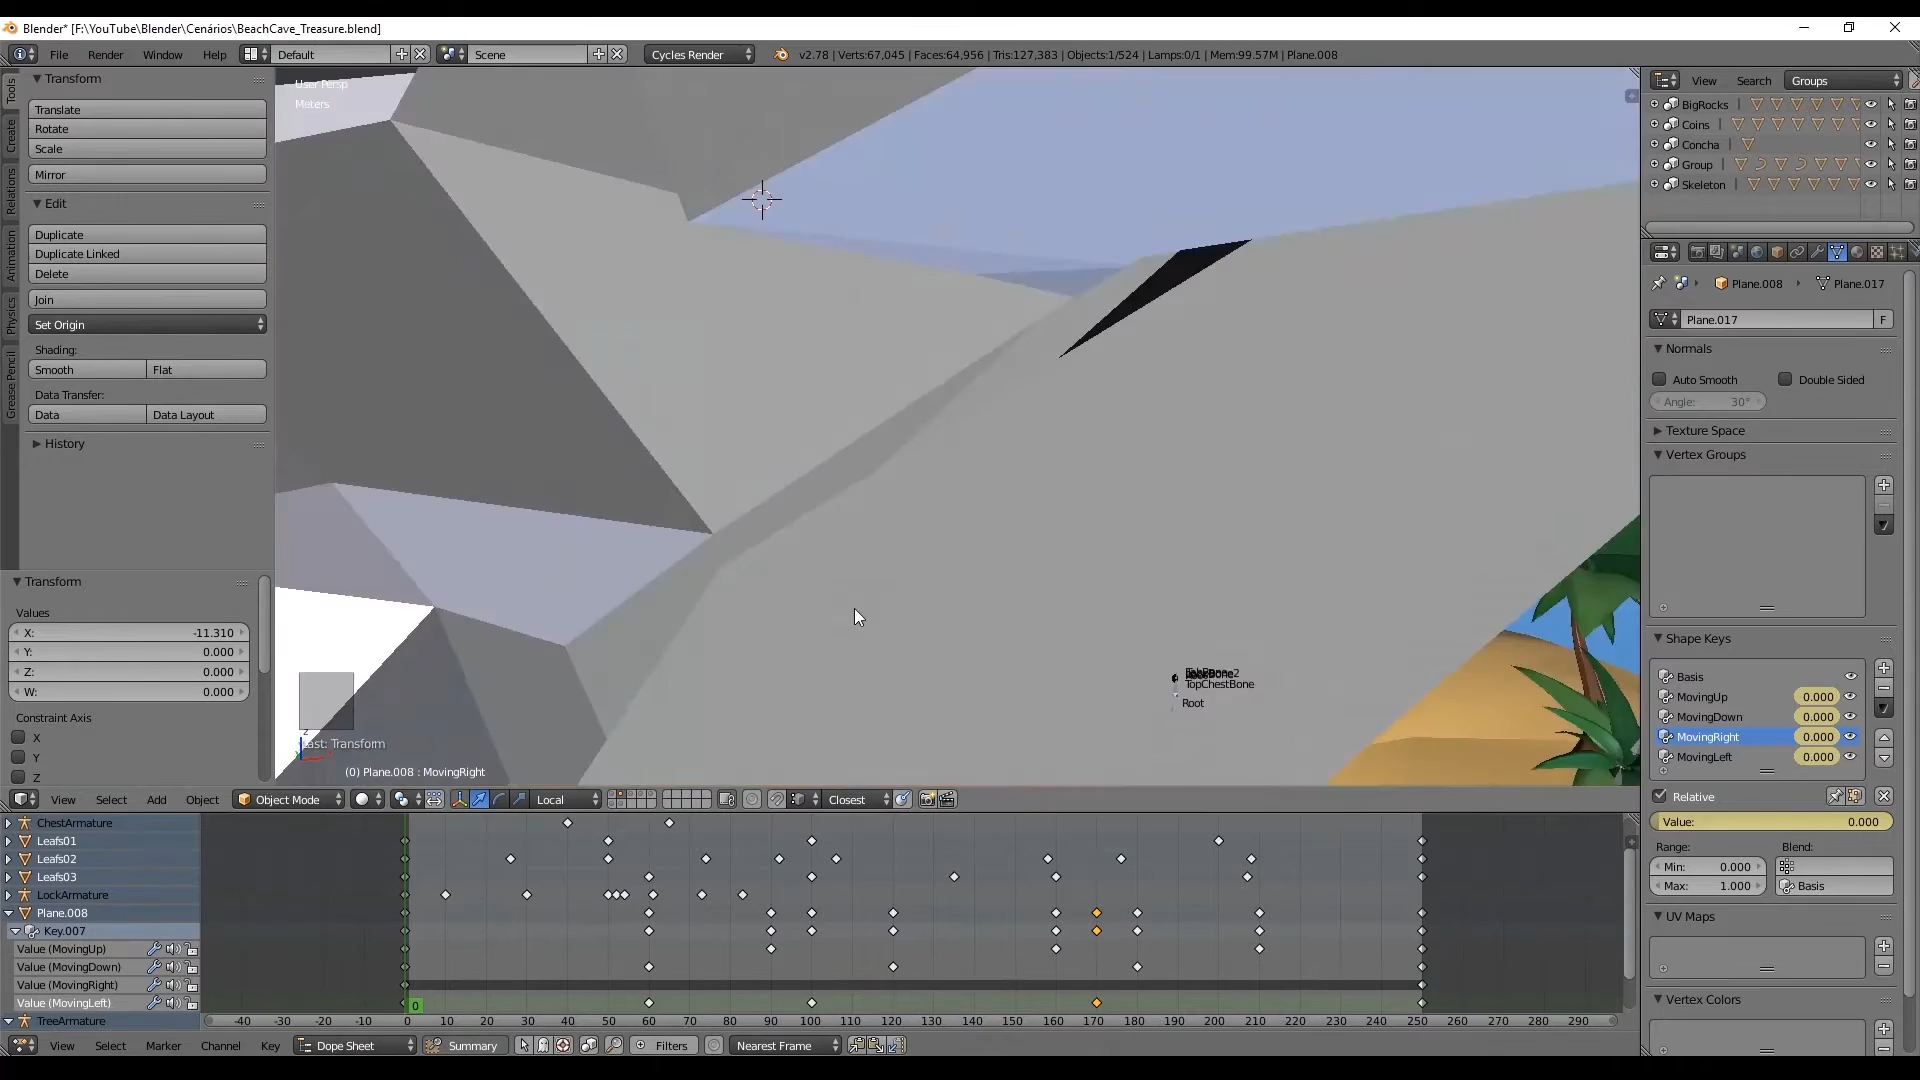 Blender* [F:\YouTube\Blender\Cenários\BeachCave_Treasure.blend]
File Render Window Help Default Scene Cycles Render v2.78 | Verts:67,045 | Faces:64,956 | Tris:127,383 | Objects:1/524 | Lamps:0/1 | Mem:99.57M | Plane.008
Tools
Create
Relations
Animation
Physics
Grease Pencil
Transform
Translate
Rotate
Scale
Mirror
Edit
Duplicate
Duplicate Linked
Delete
Join
Set Origin
Shading:
Smooth Flat
Data Transfer:
Data Data Layout
History
Transform
Values
X: -11.310
Y: 0.000
Z: 0.000
W: 0.000
Constraint Axis
X
Y
Z
User Persp
Meters
TopChestBone
Root
Last: Transform
(0) Plane.008 : MovingRight
View Select Add Object Object Mode Local Closest
View Search Groups
BigRocks
Coins
Concha
Group
Skeleton
Plane.008 Plane.017
Plane.017 F
Normals
Auto Smooth Double Sided
Angle: 30°
Texture Space
Vertex Groups
Shape Keys
Basis
MovingUp 0.000
MovingDown 0.000
MovingRight 0.000
MovingLeft 0.000
Relative
Value: 0.000
Range: Blend:
Min: 0.000
Max: 1.000 Basis
UV Maps
Vertex Colors
ChestArmature
Leafs01
Leafs02
Leafs03
LockArmature
Plane.008
Key.007
Value (MovingUp)
Value (MovingDown)
Value (MovingRight)
Value (MovingLeft)
TreeArmature
0
-40 -30 -20 -10 0 10 20 30 40 50 60 70 80 90 100 110 120 130 140 150 160 170 180 190 200 210 220 230 240 250 260 270 280 290
View Select Marker Channel Key Dope Sheet Summary Filters Nearest Frame